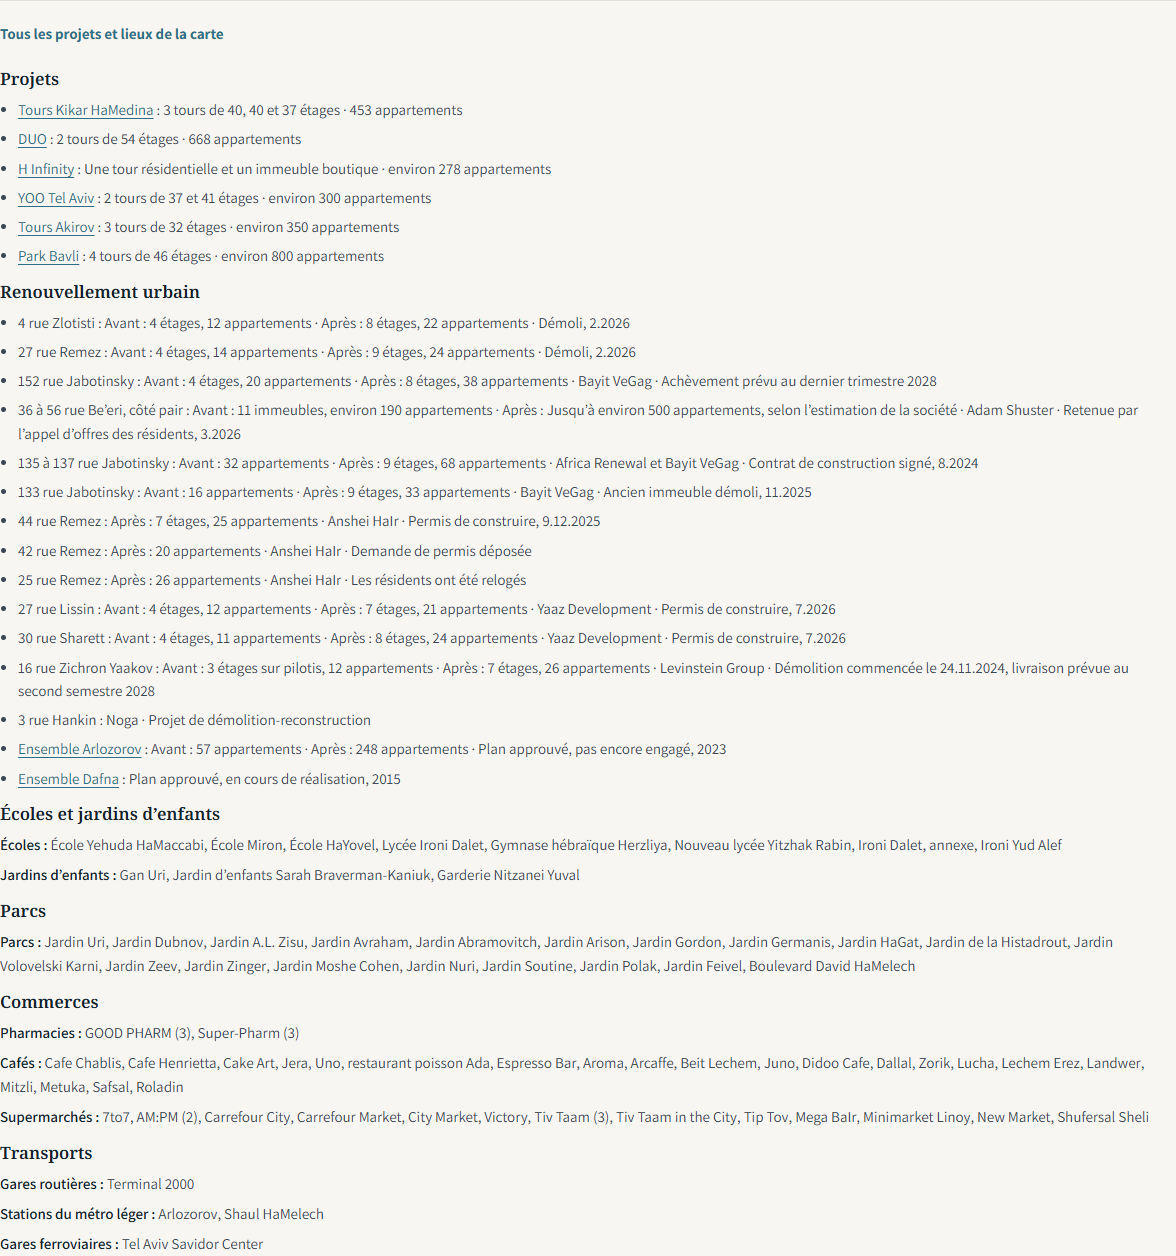 Tous les projets et lieux de la carte
Projets
• Tours Kikar HaMedina : 3 tours de 40, 40 et 37 étages · 453 appartements
• DUO : 2 tours de 54 étages · 668 appartements
• H Infinity : Une tour résidentielle et un immeuble boutique · environ 278 appartements
• YOO Tel Aviv : 2 tours de 37 et 41 étages · environ 300 appartements
• Tours Akirov : 3 tours de 32 étages · environ 350 appartements
• Park Bavli : 4 tours de 46 étages · environ 800 appartements
Renouvellement urbain
• 4 rue Zlotisti : Avant : 4 étages, 12 appartements · Après : 8 étages, 22 appartements · Démoli, 2.2026
• 27 rue Remez : Avant : 4 étages, 14 appartements · Après : 9 étages, 24 appartements · Démoli, 2.2026
• 152 rue Jabotinsky : Avant : 4 étages, 20 appartements · Après : 8 étages, 38 appartements · Bayit VeGag · Achèvement prévu au dernier trimestre 2028
• 36 à 56 rue Be’eri, côté pair : Avant : 11 immeubles, environ 190 appartements · Après : Jusqu’à environ 500 appartements, selon l’estimation de la société · Adam Shuster · Retenue par
l’appel d’offres des résidents, 3.2026
• 135 à 137 rue Jabotinsky : Avant : 32 appartements · Après : 9 étages, 68 appartements · Africa Renewal et Bayit VeGag · Contrat de construction signé, 8.2024
• 133 rue Jabotinsky : Avant : 16 appartements · Après : 9 étages, 33 appartements · Bayit VeGag · Ancien immeuble démoli, 11.2025
• 44 rue Remez : Après : 7 étages, 25 appartements · Anshei HaIr · Permis de construire, 9.12.2025
• 42 rue Remez : Après : 20 appartements · Anshei HaIr · Demande de permis déposée
• 25 rue Remez : Après : 26 appartements · Anshei HaIr · Les résidents ont été relogés
• 27 rue Lissin : Avant : 4 étages, 12 appartements · Après : 7 étages, 21 appartements · Yaaz Development · Permis de construire, 7.2026
• 30 rue Sharett : Avant : 4 étages, 11 appartements · Après : 8 étages, 24 appartements · Yaaz Development · Permis de construire, 7.2026
• 16 rue Zichron Yaakov : Avant : 3 étages sur pilotis, 12 appartements · Après : 7 étages, 26 appartements · Levinstein Group · Démolition commencée le 24.11.2024, livraison prévue au
second semestre 2028
• 3 rue Hankin : Noga · Projet de démolition-reconstruction
• Ensemble Arlozorov : Avant : 57 appartements · Après : 248 appartements · Plan approuvé, pas encore engagé, 2023
• Ensemble Dafna : Plan approuvé, en cours de réalisation, 2015
Écoles et jardins d’enfants
Écoles : École Yehuda HaMaccabi, École Miron, École HaYovel, Lycée Ironi Dalet, Gymnase hébraïque Herzliya, Nouveau lycée Yitzhak Rabin, Ironi Dalet, annexe, Ironi Yud Alef
Jardins d’enfants : Gan Uri, Jardin d’enfants Sarah Braverman-Kaniuk, Garderie Nitzanei Yuval
Parcs
Parcs : Jardin Uri, Jardin Dubnov, Jardin A.L. Zisu, Jardin Avraham, Jardin Abramovitch, Jardin Arison, Jardin Gordon, Jardin Germanis, Jardin HaGat, Jardin de la Histadrout, Jardin
Volovelski Karni, Jardin Zeev, Jardin Zinger, Jardin Moshe Cohen, Jardin Nuri, Jardin Soutine, Jardin Polak, Jardin Feivel, Boulevard David HaMelech
Commerces
Pharmacies : GOOD PHARM (3), Super-Pharm (3)
Cafés : Cafe Chablis, Cafe Henrietta, Cake Art, Jera, Uno, restaurant poisson Ada, Espresso Bar, Aroma, Arcaffe, Beit Lechem, Juno, Didoo Cafe, Dallal, Zorik, Lucha, Lechem Erez, Landwer,
Mitzli, Metuka, Safsal, Roladin
Supermarchés : 7to7, AM:PM (2), Carrefour City, Carrefour Market, City Market, Victory, Tiv Taam (3), Tiv Taam in the City, Tip Tov, Mega BaIr, Minimarket Linoy, New Market, Shufersal Sheli
Transports
Gares routières : Terminal 2000
Stations du métro léger : Arlozorov, Shaul HaMelech
Gares ferroviaires : Tel Aviv Savidor Center